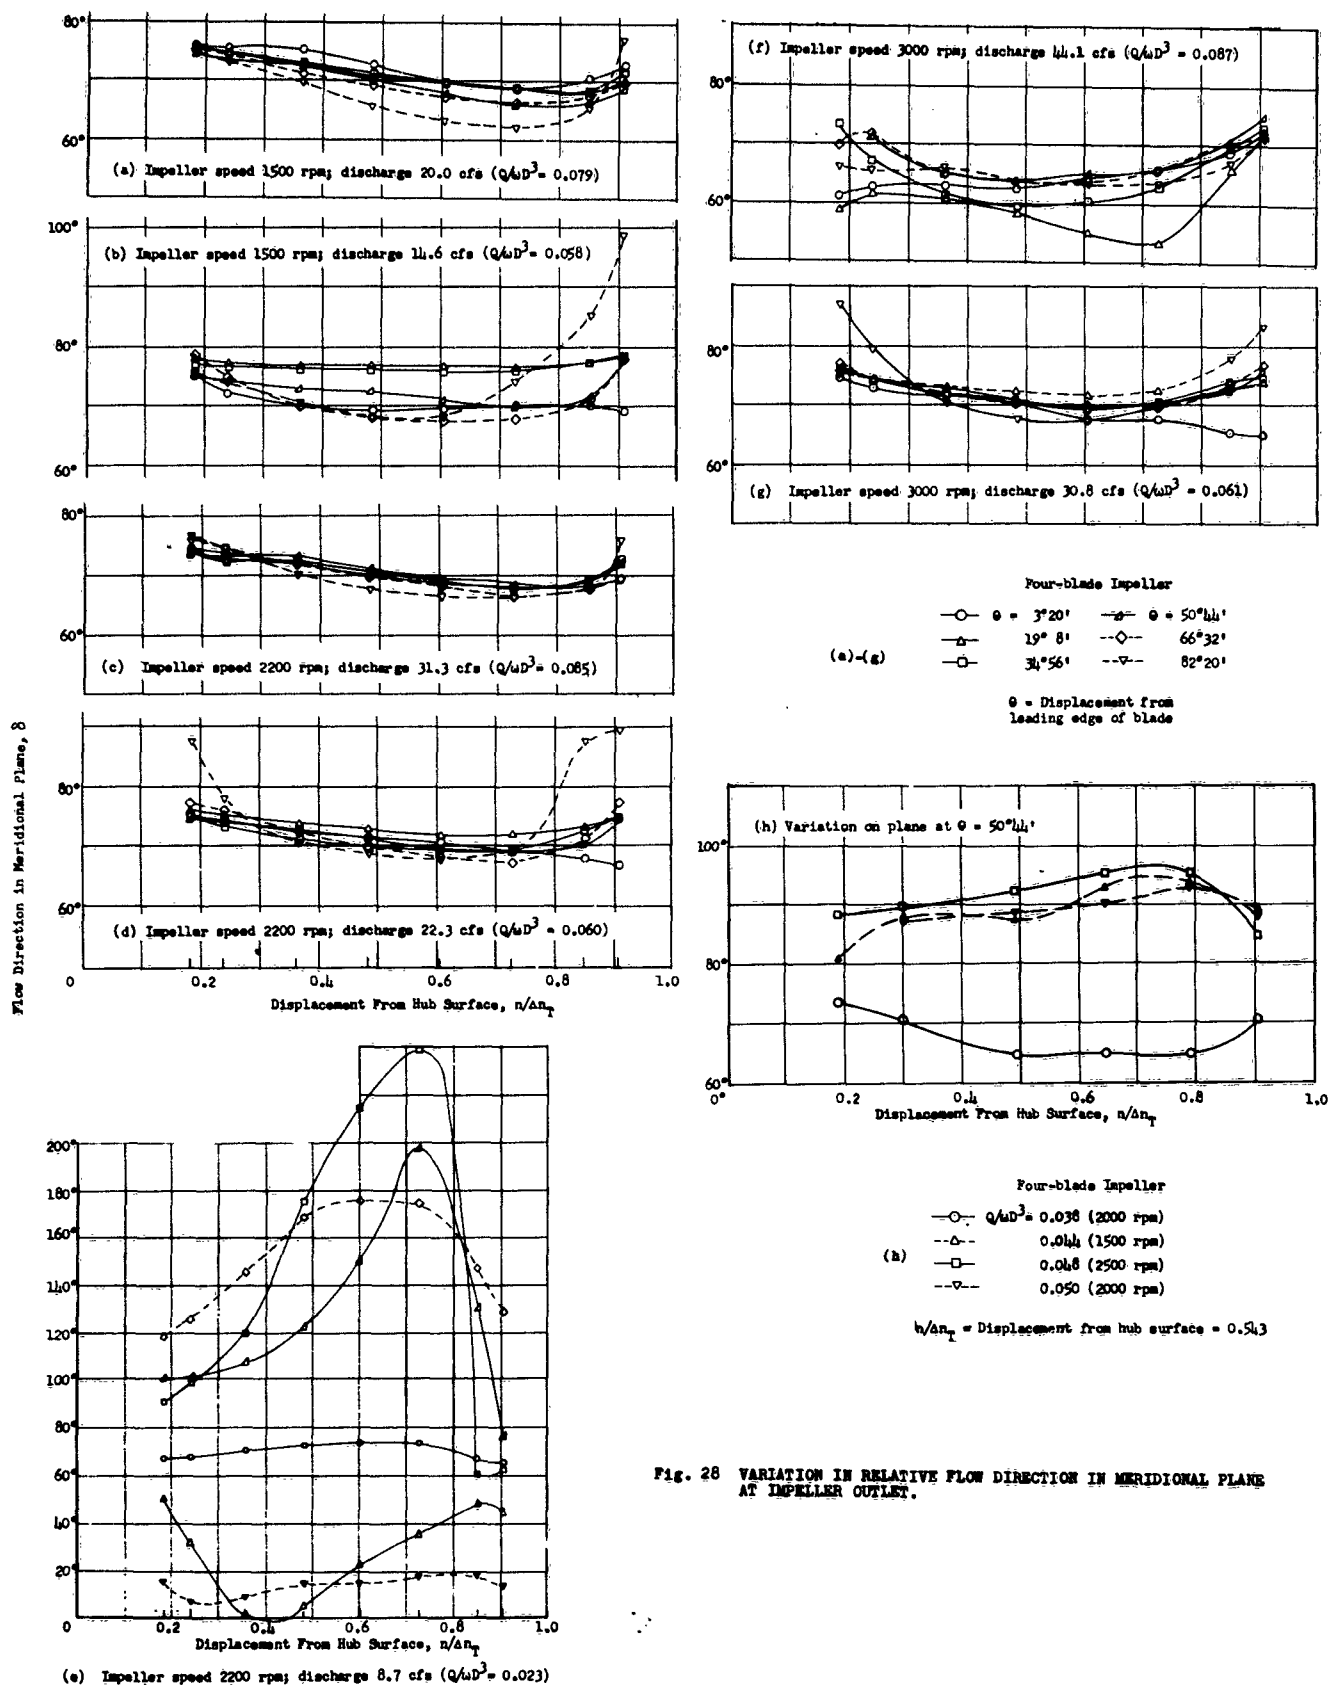 80°
60°
(a) Impeller speed 1500 rpm; discharge 20.0 cfs (Q/ωD³= 0.079)
100°
(b) Impeller speed 1500 rpm; discharge 14.6 cfs (Q/ωD³= 0.058)
80°
60°
80°
60°
(c) Impeller speed 2200 rpm; discharge 31.3 cfs (Q/ωD³= 0.085)
80°
60°
(d) Impeller speed 2200 rpm; discharge 22.3 cfs (Q/ωD³ = 0.060)
0 0.2 0.4 0.6 0.8 1.0
Displacement From Hub Surface, n/Δn_T
Flow Direction in Meridional Plane, δ
200°
180°
160°
140°
120°
100°
80°
60°
40°
20°
0 0.2 0.4 0.6 0.8 1.0
Displacement From Hub Surface, n/Δn_T
(e) Impeller speed 2200 rpm; discharge 8.7 cfs (Q/ωD³ = 0.023)
(f) Impeller speed 3000 rpm; discharge 44.1 cfs (Q/ωD³ = 0.087)
80°
60°
80°
60°
(g) Impeller speed 3000 rpm; discharge 30.8 cfs (Q/ωD³ = 0.061)
Four-blade Impeller
θ = 3°20' θ = 50°44'
19° 8' 66°32'
34°56' 82°20'
(a)-(g)
θ = Displacement from
leading edge of blade
(h) Variation on plane at θ = 50°44'
100°
80°
60°
0° 0.2 0.4 0.6 0.8 1.0
Displacement From Hub Surface, n/Δn_T
Four-blade Impeller
Q/ωD³= 0.038 (2000 rpm)
0.044 (1500 rpm)
(h)
0.048 (2500 rpm)
0.050 (2000 rpm)
n/Δn_T = Displacement from hub surface = 0.543
Fig. 28 VARIATION IN RELATIVE FLOW DIRECTION IN MERIDIONAL PLANE
AT IMPELLER OUTLET.